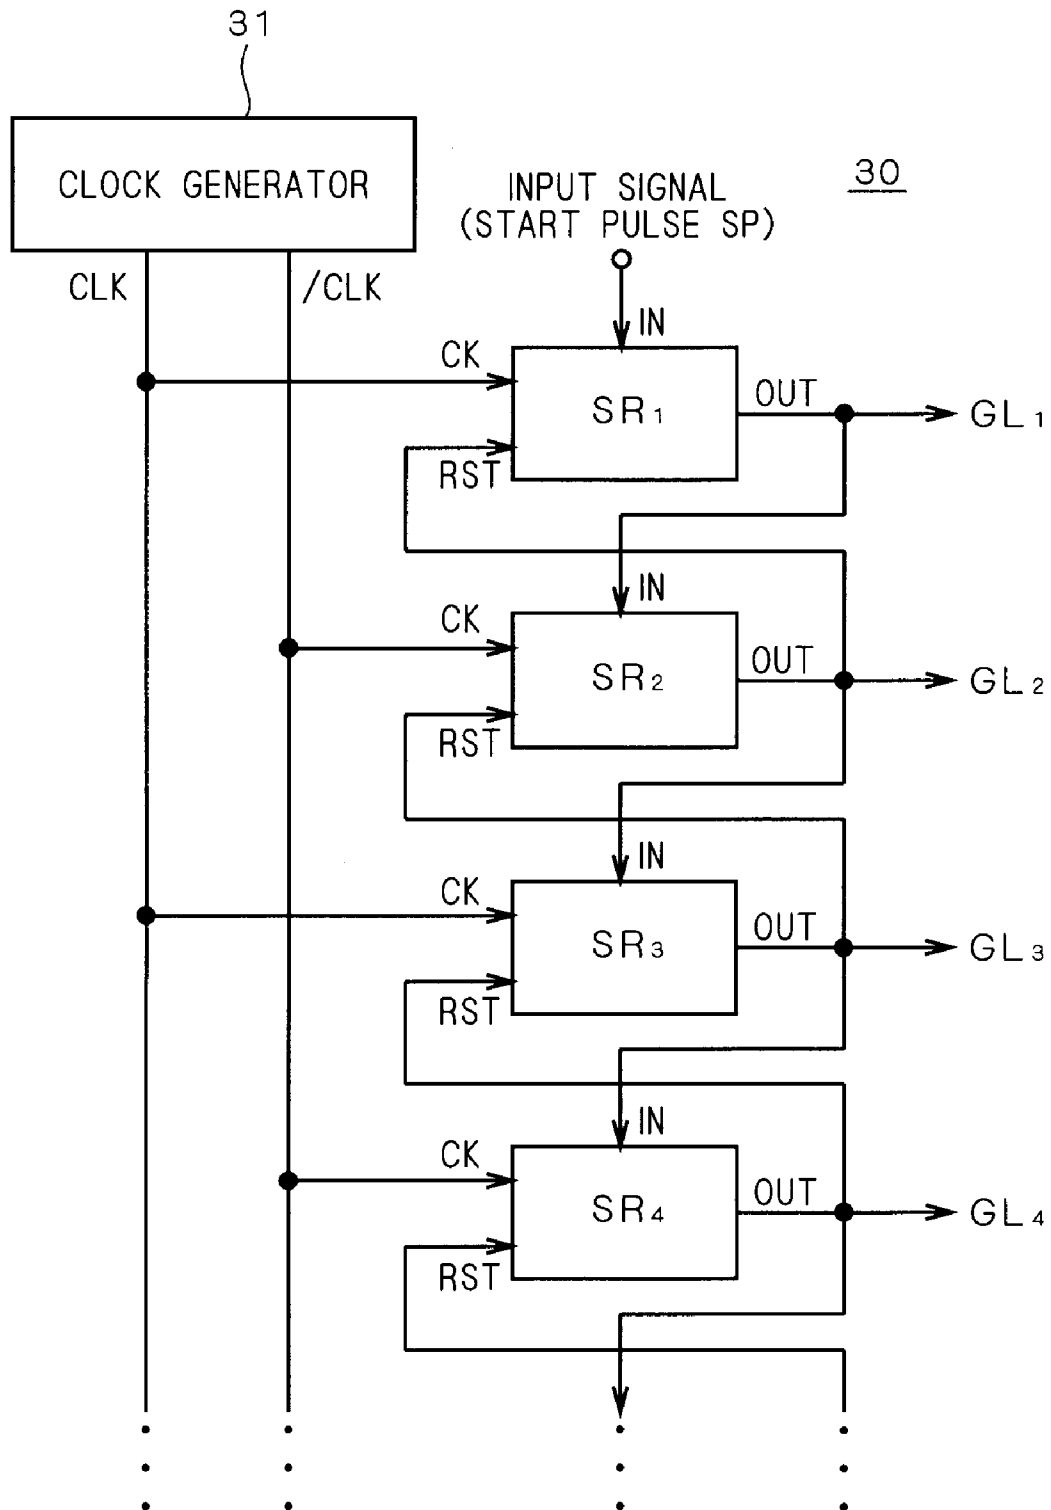 31
CLOCK GENERATOR
30
INPUT SIGNAL
(START PULSE SP)
CLK
/CLK
IN
CK
SR1
OUT
GL1
RST
IN
CK
SR2
OUT
GL2
RST
IN
CK
SR3
OUT
GL3
RST
IN
CK
SR4
OUT
GL4
RST